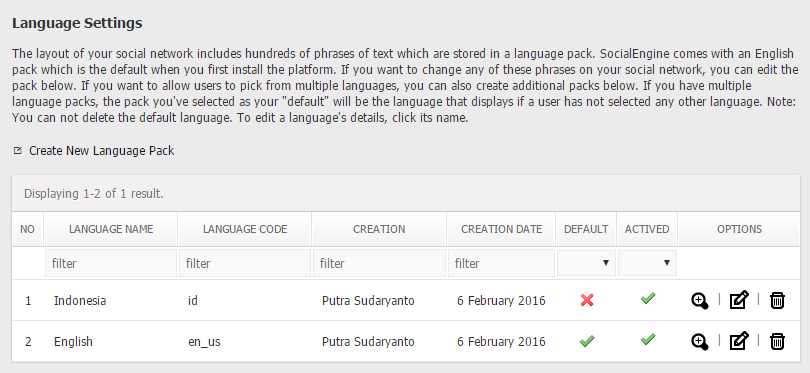 Language Settings
The layout of your social network includes hundreds of phrases of text which are stored in a language pack. SocialEngine comes with an English
pack which is the default when you first install the platform. If you want to change any of these phrases on your social network, you can edit the
pack below. If you want to allow users to pick from multiple languages, you can also create additional packs below. If you have multiple
language packs, the pack you've selected as your "default" will be the language that displays if a user has not selected any other language. Note:
You can not delete the default language. To edit a language's details, click its name.
Create New Language Pack
Displaying 1-2 of 1 result.
NO LANGUAGE NAME LANGUAGE CODE CREATION CREATION DATE DEFAULT ACTIVED OPTIONS
filter filter filter filter
1 Indonesia id Putra Sudaryanto 6 February 2016 | |
2 English en_us Putra Sudaryanto 6 February 2016 | |